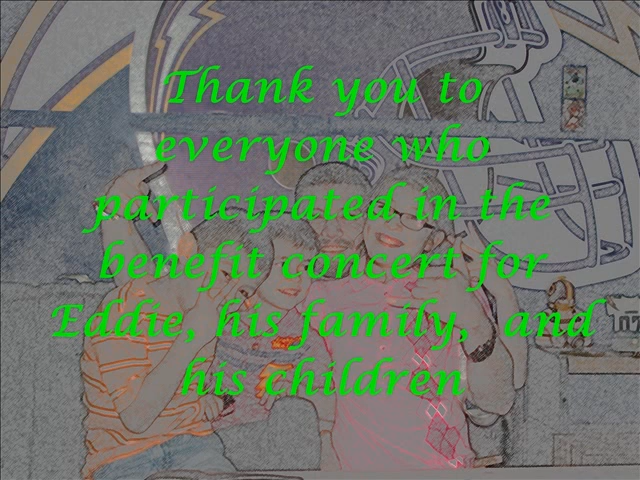 Thank you to
everyone who
participated in the
benefit concert for
Eddie, his family,  and
his children